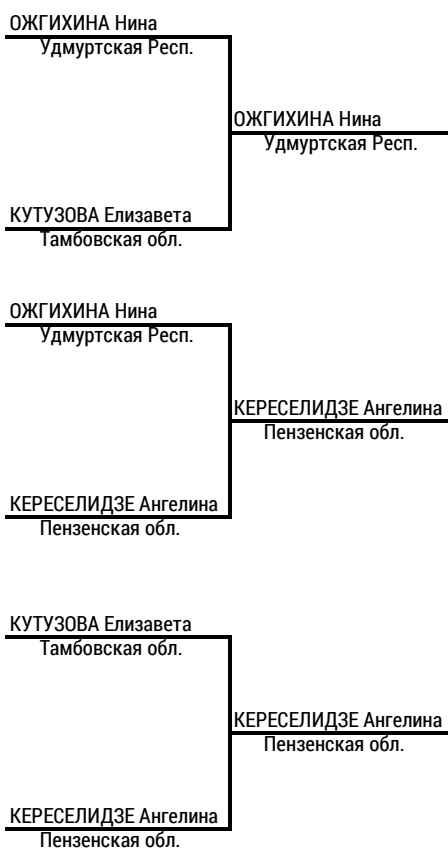 ОЖГИХИНА Нина
Удмуртская Респ.
ОЖГИХИНА Нина
Удмуртская Респ.
КУТУЗОВА Елизавета
Тамбовская обл.
ОЖГИХИНА Нина
Удмуртская Респ.
КЕРЕСЕЛИДЗЕ Ангелина
Пензенская обл.
КЕРЕСЕЛИДЗЕ Ангелина
Пензенская обл.
КУТУЗОВА Елизавета
Тамбовская обл.
КЕРЕСЕЛИДЗЕ Ангелина
Пензенская обл.
КЕРЕСЕЛИДЗЕ Ангелина
Пензенская обл.